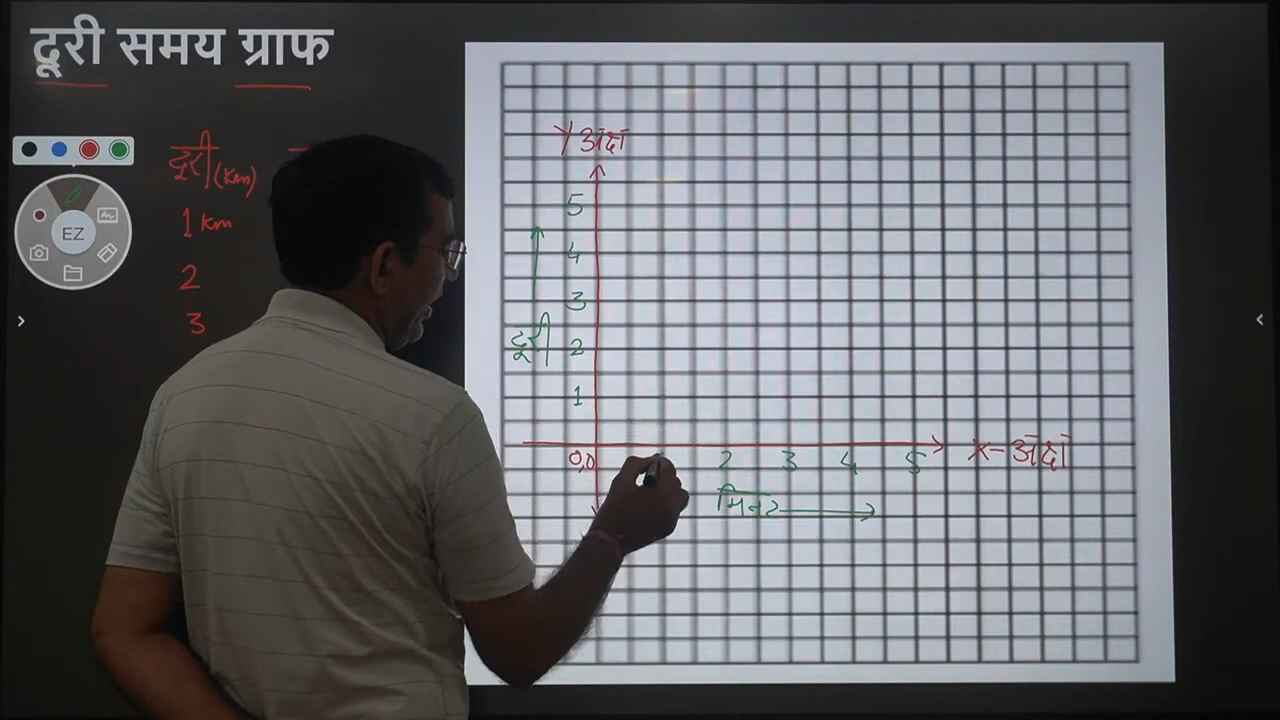 दूरी समय ग्राफ
दूरी (Km)
1 Km
2
3
EZ
Y अक्ष
5
4
3
2
1
दूरी
0,0
2 3 4 5
X-अक्ष
मिनट